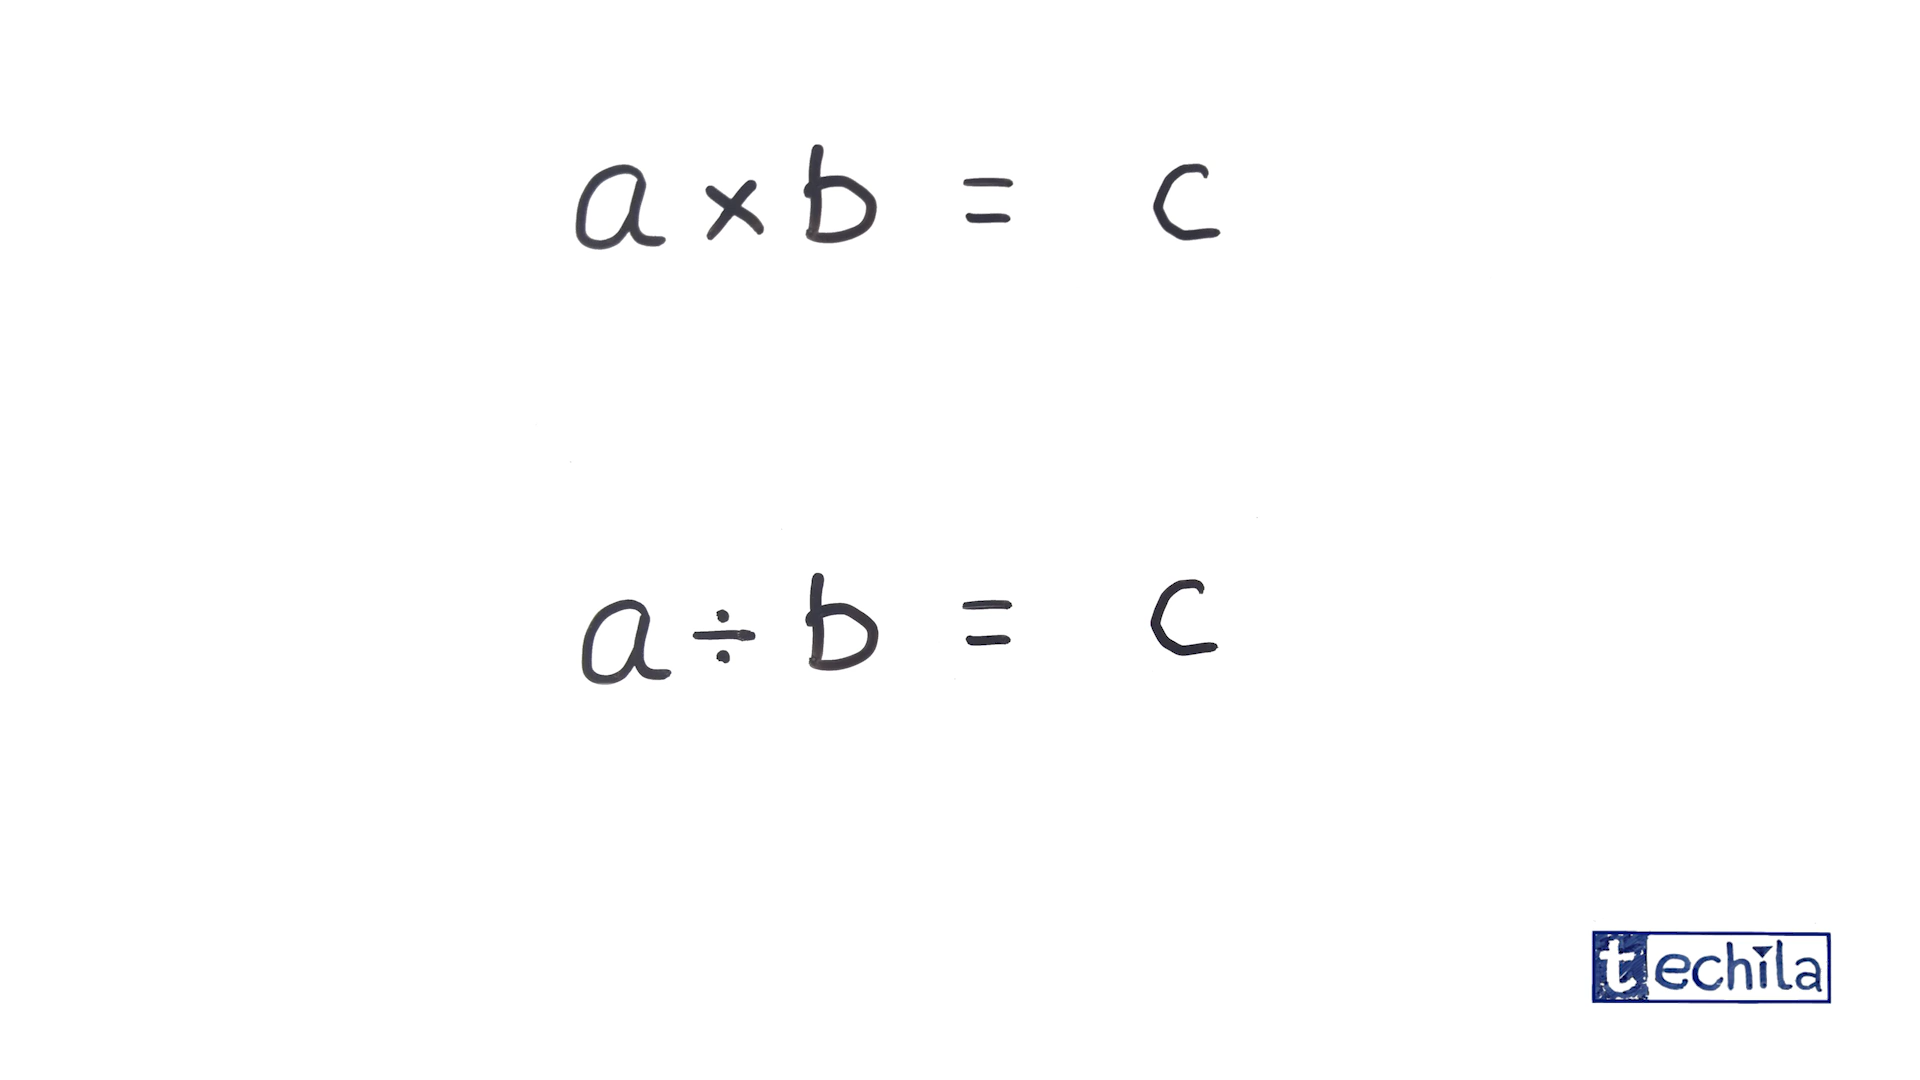 a × b = c
a ÷ b = c
techila